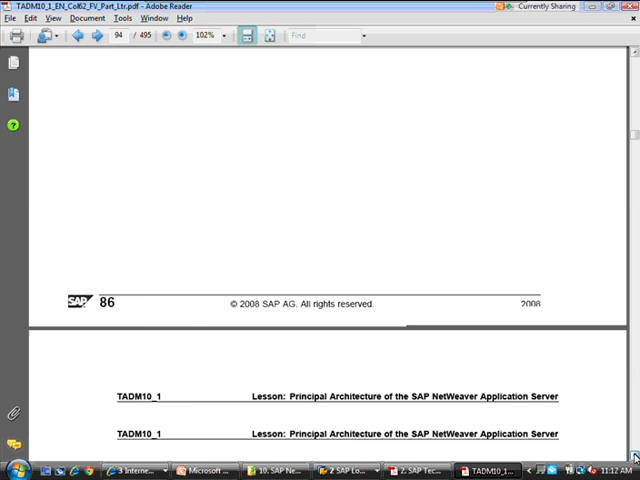 TADM10_1_EN_Col62_FV_Part_Ltr.pdf - Adobe Reader
Currently Sharing
File Edit View Document Tools Window Help
94 / 495 102% Find
SAP 86 © 2008 SAP AG. All rights reserved. 2008
TADM10_1 Lesson: Principal Architecture of the SAP NetWeaver Application Server
TADM10_1 Lesson: Principal Architecture of the SAP NetWeaver Application Server
3 Interne... Microsoft ... 10. SAP Ne... 2 SAP Lo... 2. SAP Tec... TADM10_1... 11:12 AM